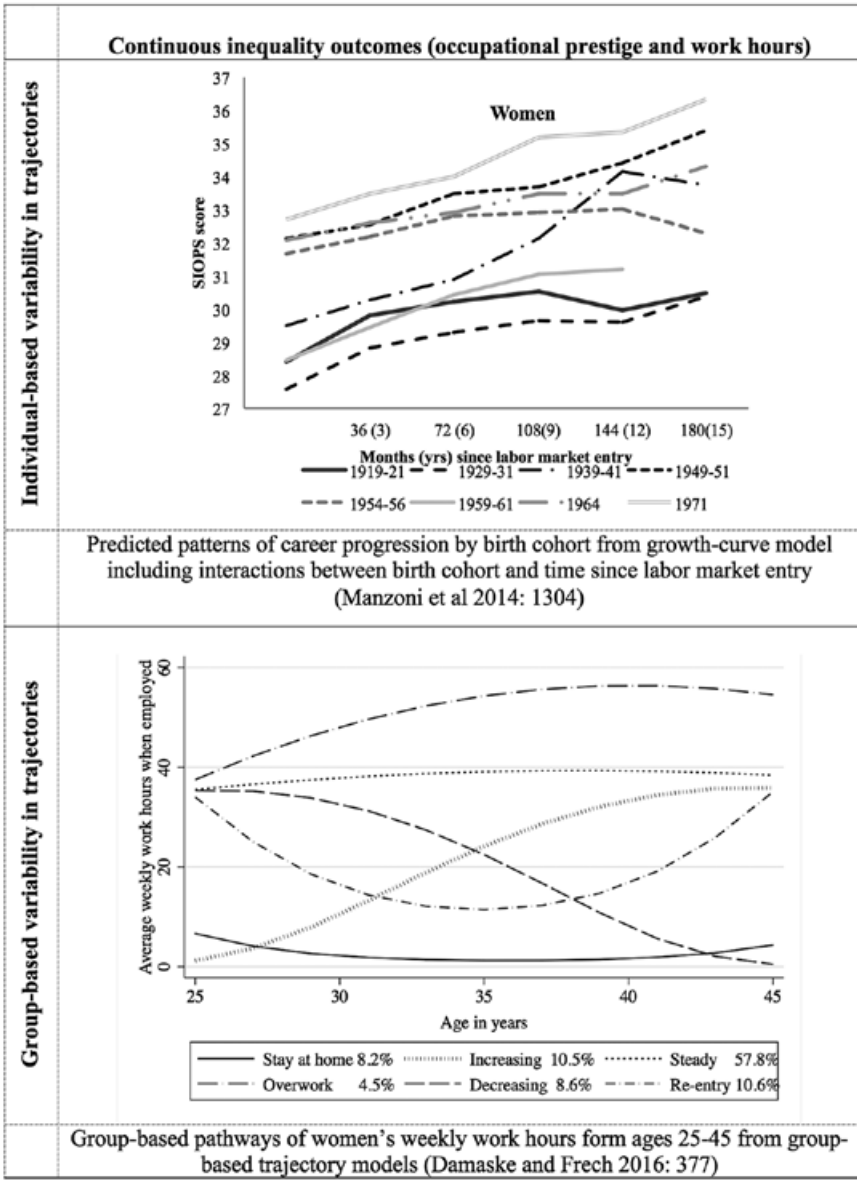 Continuous inequality outcomes (occupational prestige and work hours)
Individual-based variability in trajectories
37
36
35
34
33
32
31
30
29
28
27
SIOPS score
Women
36 (3) 72 (6) 108(9) 144 (12) 180(15)
Months (yrs) since labor market entry
1919-21 1929-31 1939-41 1949-51
1954-56 1959-61 1964 1971
Predicted patterns of career progression by birth cohort from growth-curve model
including interactions between birth cohort and time since labor market entry
(Manzoni et al 2014: 1304)
Group-based variability in trajectories
Average weekly work hours when employed
60
40
20
0
25 30 35 40 45
Age in years
Stay at home 8.2% Increasing 10.5% Steady 57.8%
Overwork 4.5% Decreasing 8.6% Re-entry 10.6%
Group-based pathways of women's weekly work hours form ages 25-45 from group-
based trajectory models (Damaske and Frech 2016: 377)